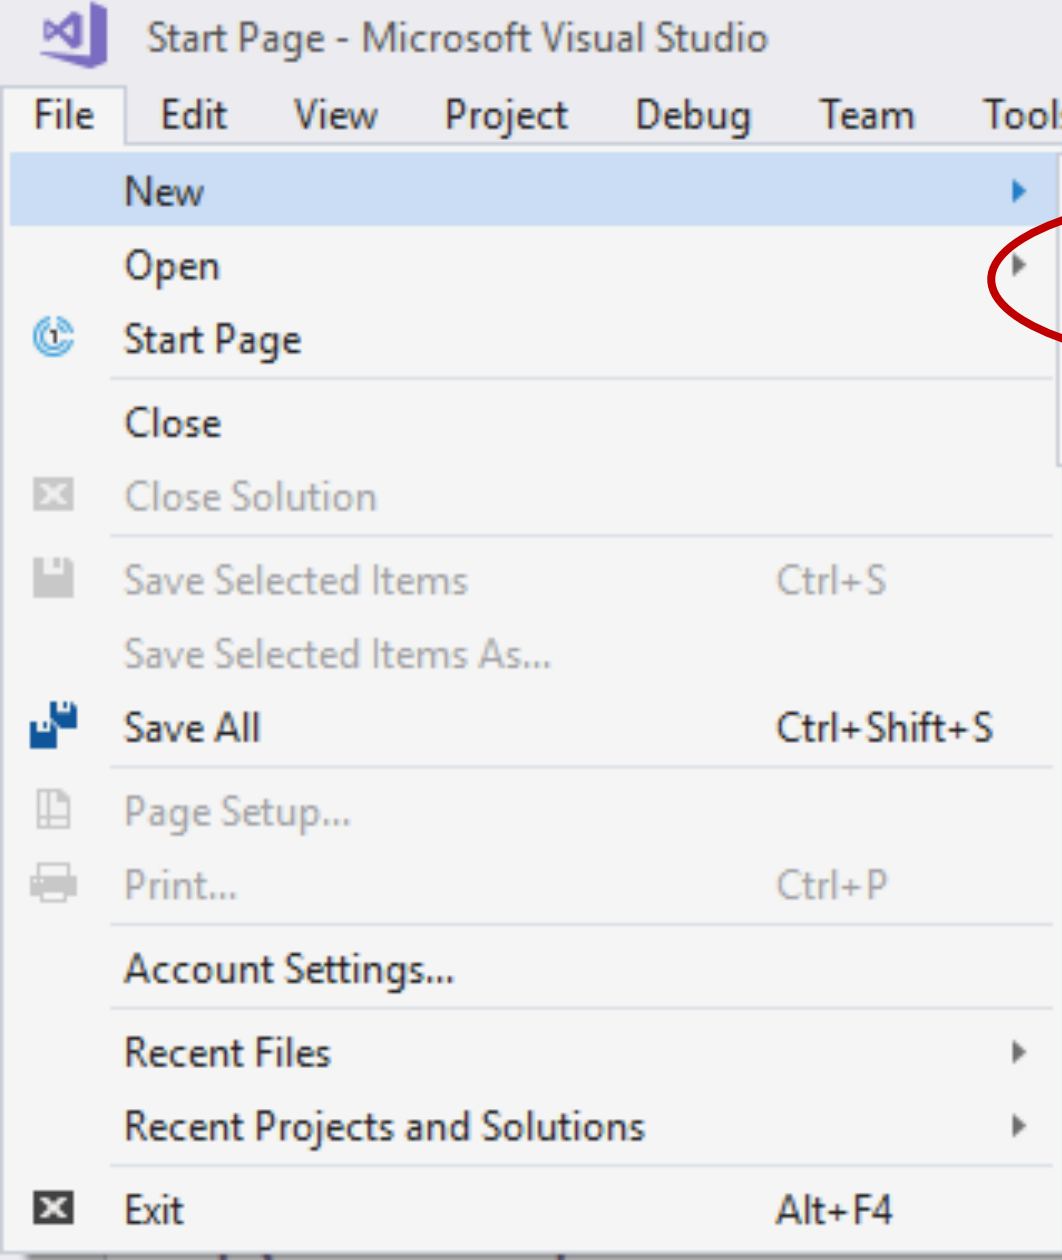 Start Page - Microsoft Visual Studio
File Edit View Project Debug Team Tools
New
Open
Start Page
Close
Close Solution
Save Selected Items Ctrl+S
Save Selected Items As...
Save All Ctrl+Shift+S
Page Setup...
Print... Ctrl+P
Account Settings...
Recent Files
Recent Projects and Solutions
Exit Alt+F4